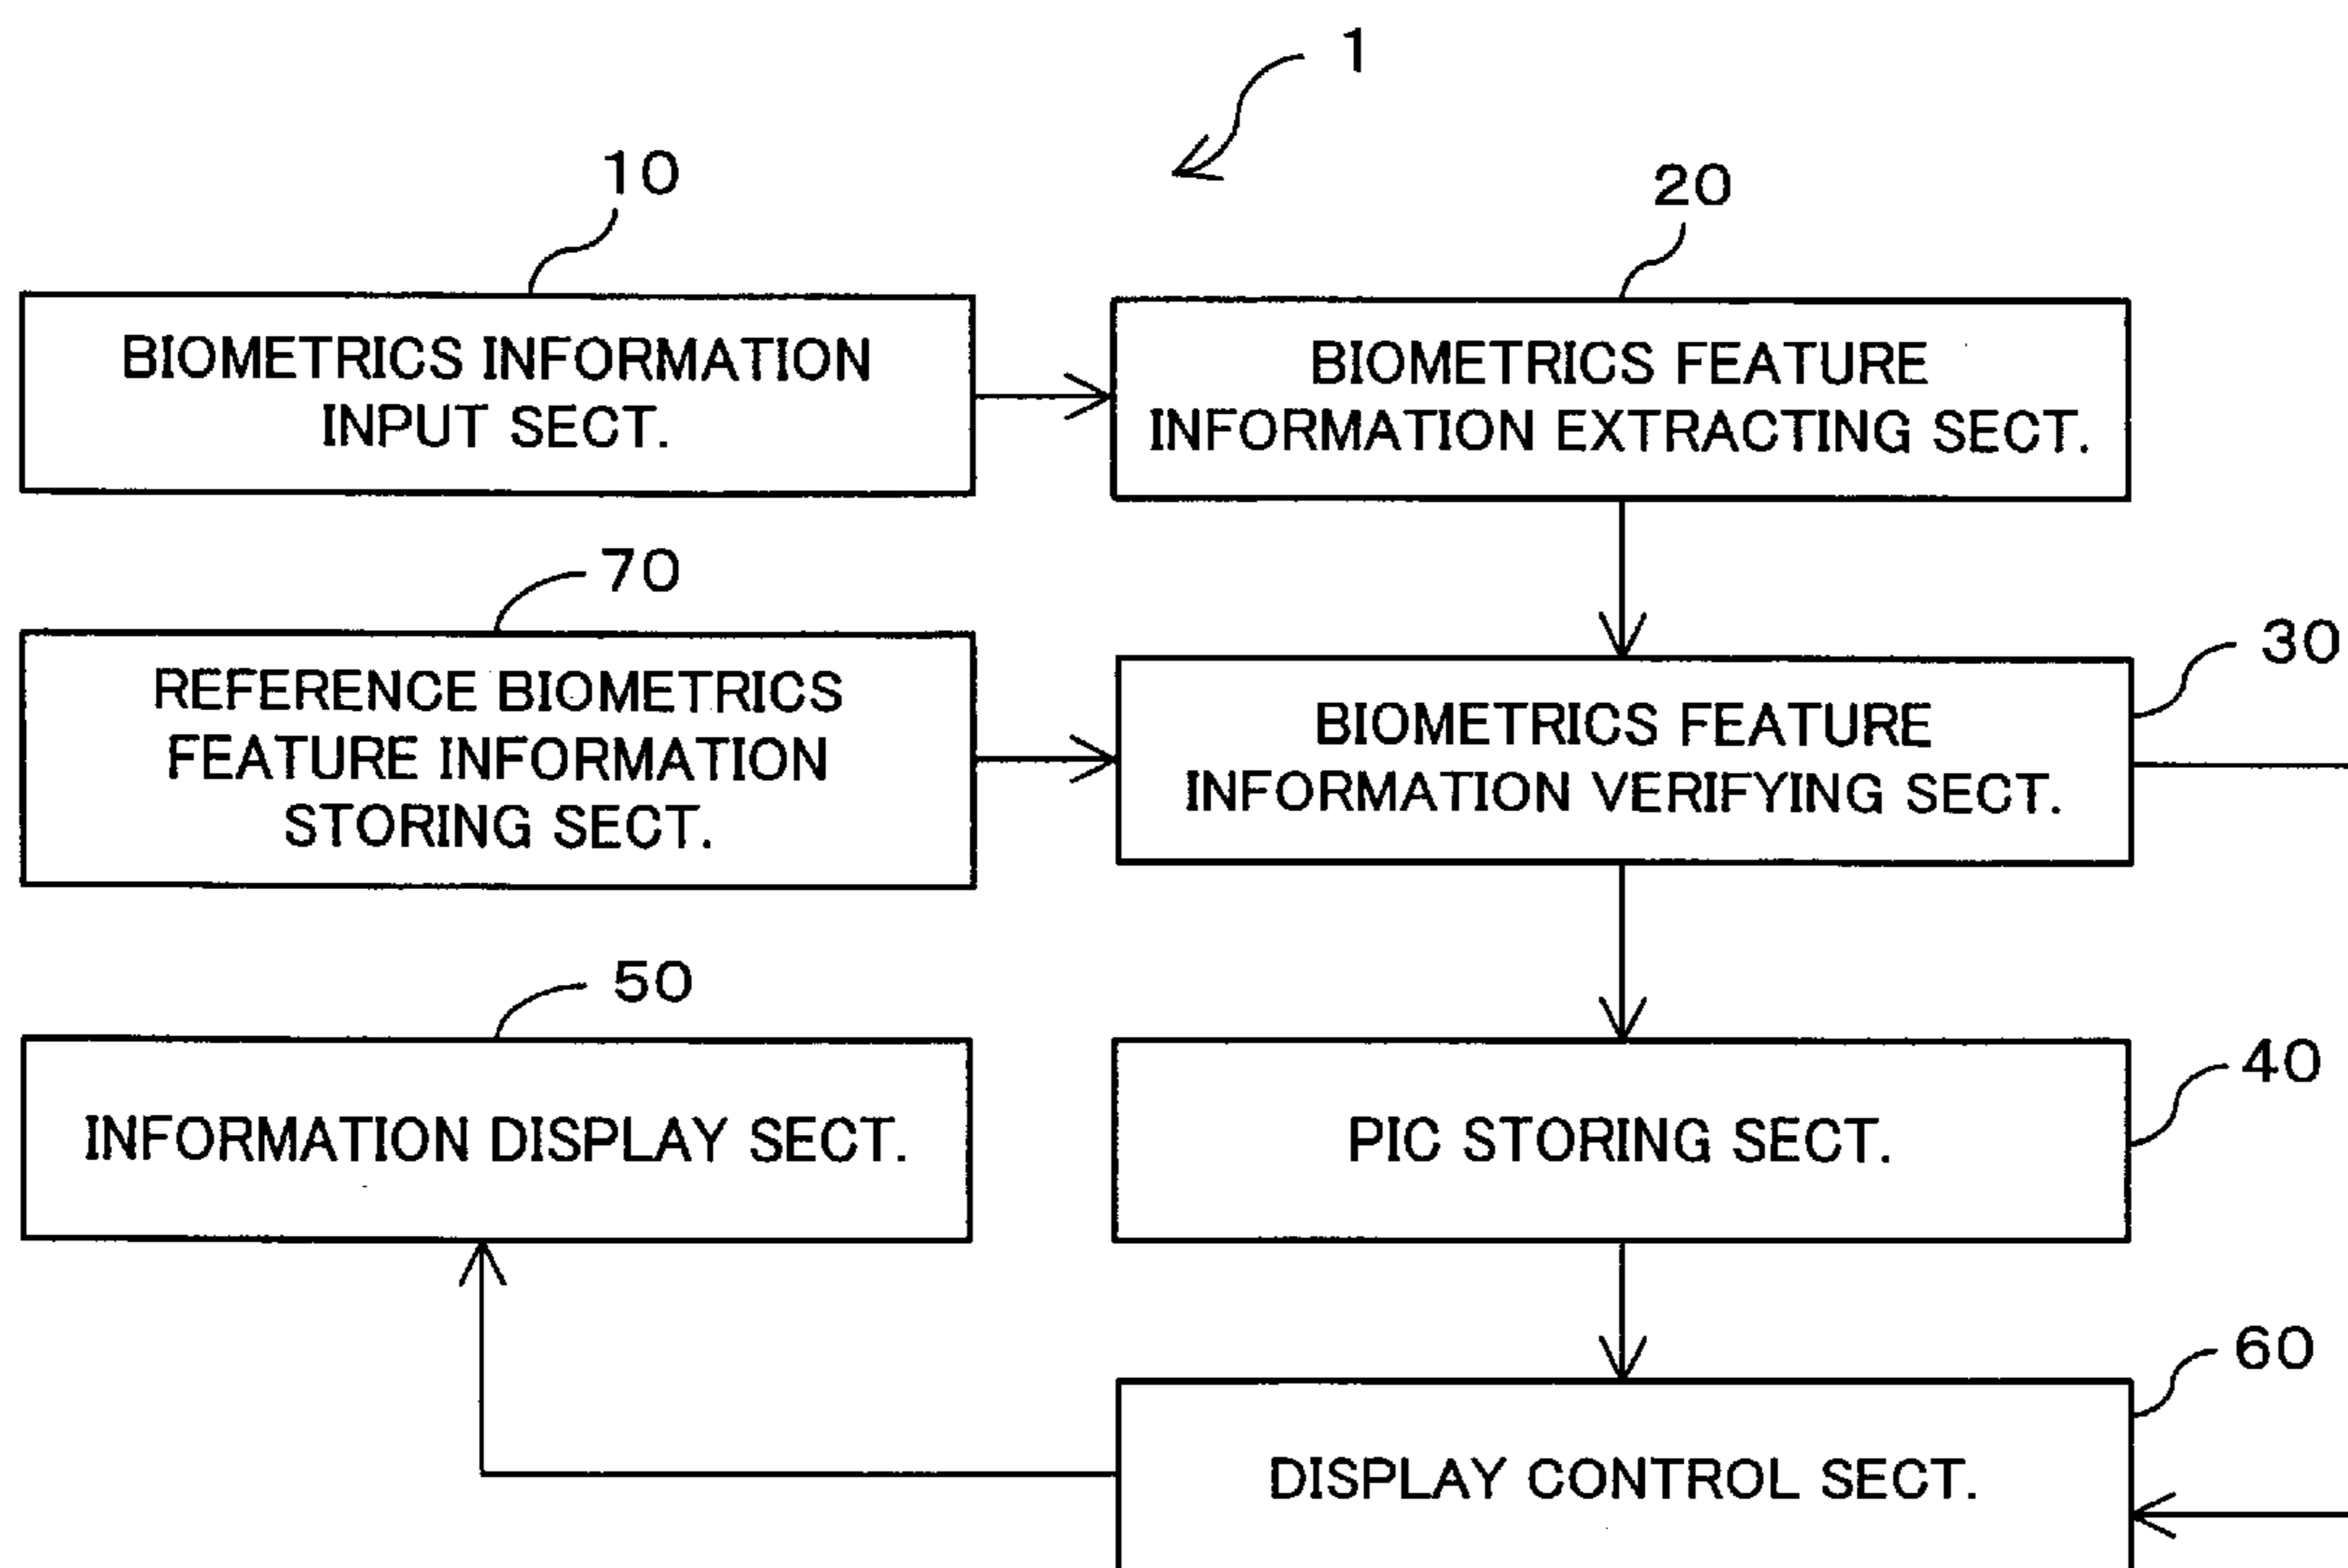 1
10
20
BIOMETRICS INFORMATION
INPUT SECT.
BIOMETRICS FEATURE
INFORMATION EXTRACTING SECT.
70
30
REFERENCE BIOMETRICS
FEATURE INFORMATION
STORING SECT.
BIOMETRICS FEATURE
INFORMATION VERIFYING SECT.
50
40
INFORMATION DISPLAY SECT.
PIC STORING SECT.
60
DISPLAY CONTROL SECT.